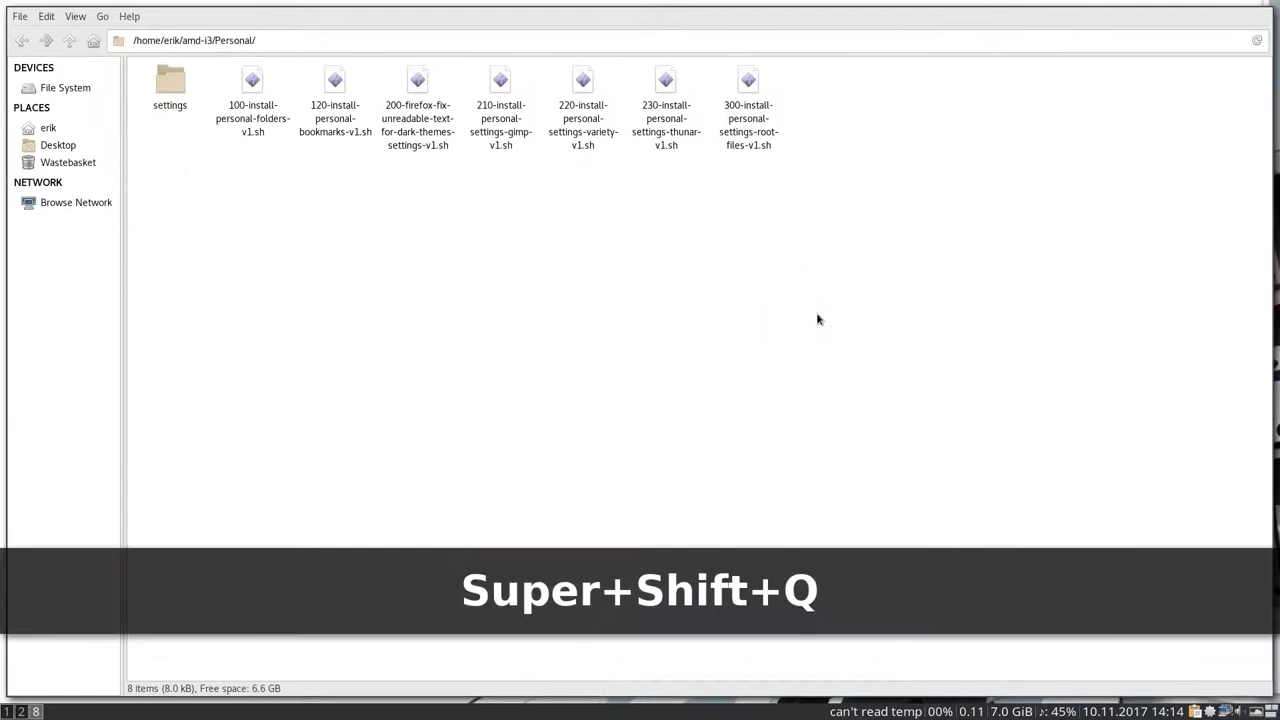 File Edit View Go Help
/home/erik/amd-i3/Personal/
DEVICES
File System
PLACES
erik
Desktop
Wastebasket
NETWORK
Browse Network
settings
100-install-
personal-folders-
v1.sh
120-install-
personal-
bookmarks-v1.sh
200-firefox-fix-
unreadable-text-
for-dark-themes-
settings-v1.sh
210-install-
personal-
settings-gimp-
v1.sh
220-install-
personal-
settings-variety-
v1.sh
230-install-
personal-
settings-thunar-
v1.sh
300-install-
personal-
settings-root-
files-v1.sh
Super+Shift+Q
8 items (8.0 kB), Free space: 6.6 GB
1 2 8 can't read temp 00% 0.11 7.0 GiB ♪: 45% 10.11.2017 14:14